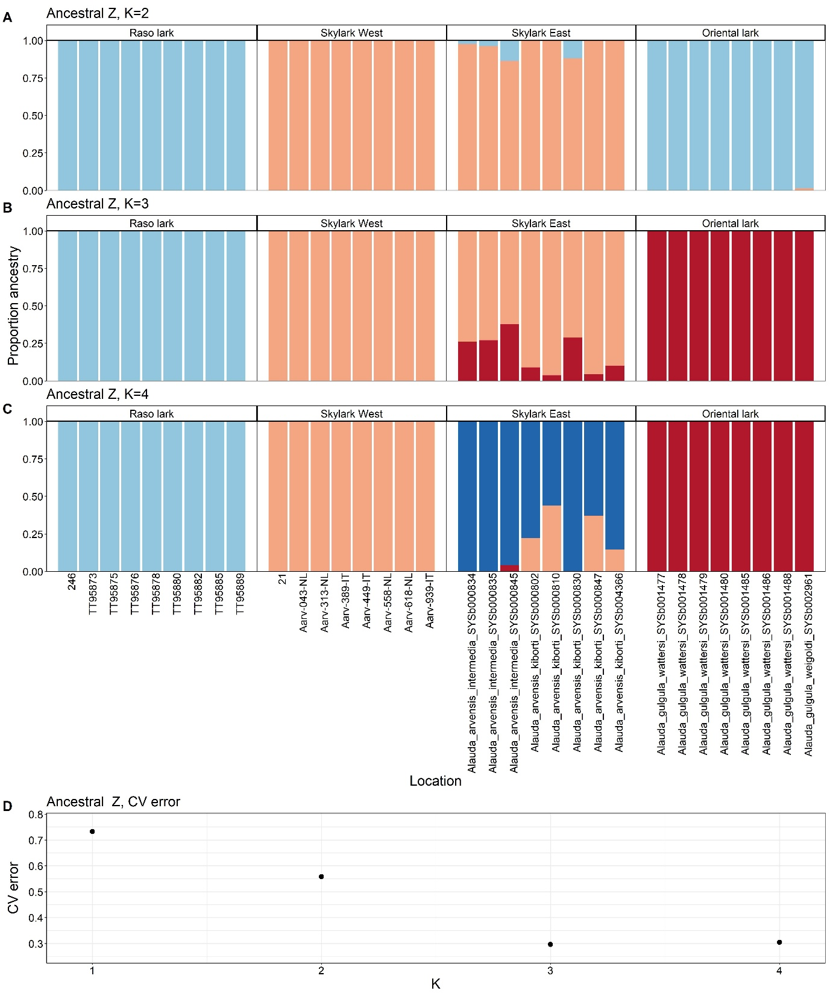 A
Ancestral Z, K=2
Raso lark Skylark West Skylark East Oriental lark
1.00
0.75
0.50
0.25
0.00
B
Ancestral Z, K=3
Raso lark Skylark West Skylark East Oriental lark
1.00
0.75
0.50
0.25
0.00
Proportion ancestry
C
Ancestral Z, K=4
Raso lark Skylark West Skylark East Oriental lark
1.00
0.75
0.50
0.25
0.00
246
TT95873
TT95875
TT95876
TT95878
TT95880
TT95882
TT95885
TT95889
21
Aarv-043-NL
Aarv-313-NL
Aarv-389-IT
Aarv-449-IT
Aarv-558-NL
Aarv-618-NL
Aarv-939-IT
Alauda_arvensis_intermedia_SYSb000834
Alauda_arvensis_intermedia_SYSb000835
Alauda_arvensis_intermedia_SYSb000845
Alauda_arvensis_kiborti_SYSb000802
Alauda_arvensis_kiborti_SYSb000810
Alauda_arvensis_kiborti_SYSb000830
Alauda_arvensis_kiborti_SYSb000847
Alauda_arvensis_kiborti_SYSb004366
Alauda_gulgula_wattersi_SYSb001477
Alauda_gulgula_wattersi_SYSb001478
Alauda_gulgula_wattersi_SYSb001479
Alauda_gulgula_wattersi_SYSb001480
Alauda_gulgula_wattersi_SYSb001485
Alauda_gulgula_wattersi_SYSb001486
Alauda_gulgula_wattersi_SYSb001488
Alauda_gulgula_weigoldi_SYSb002961
Location
D
Ancestral Z, CV error
0.8
0.7
0.6
0.5
0.4
0.3
CV error
1 2 3 4
K